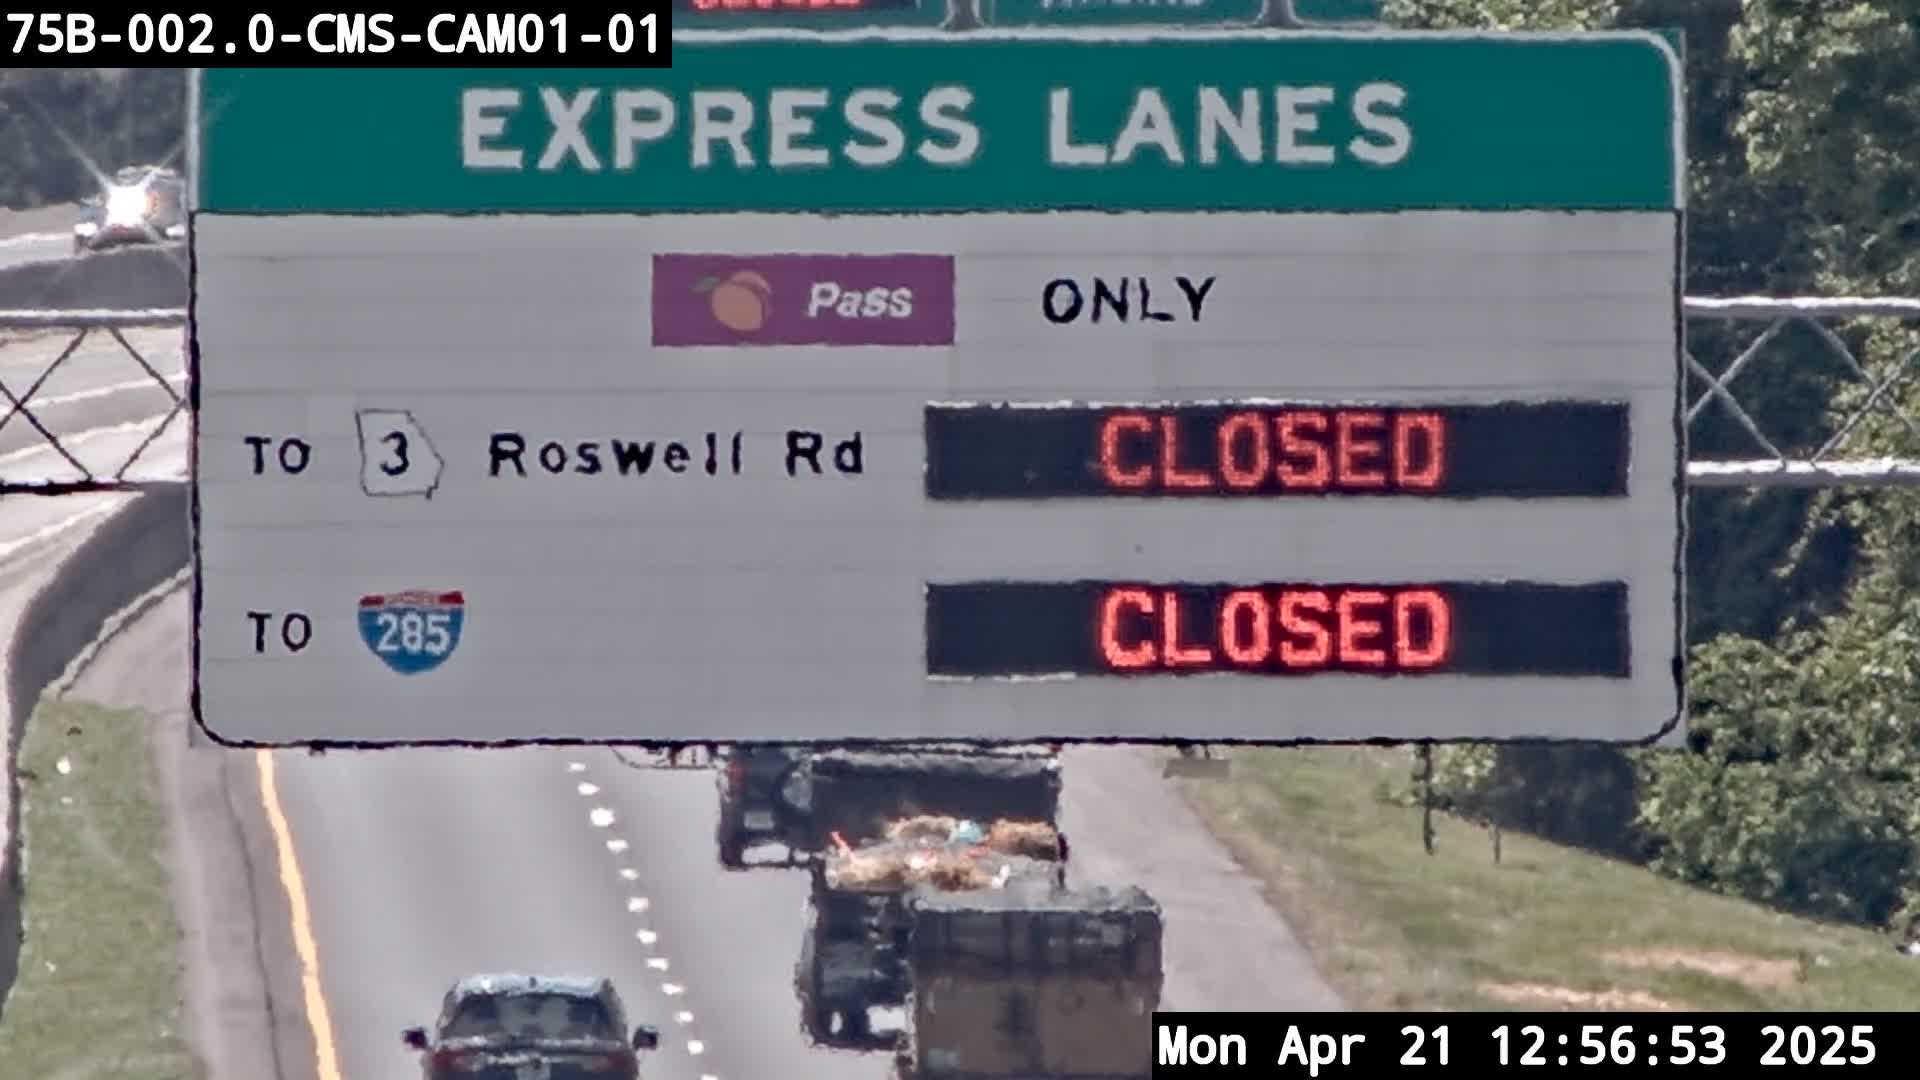 75B-002.0-CMS-CAM01-01
EXPRESS LANES
Pass ONLY
TO 3 Roswell Rd CLOSED
TO 285 CLOSED
Mon Apr 21 12:56:53 2025